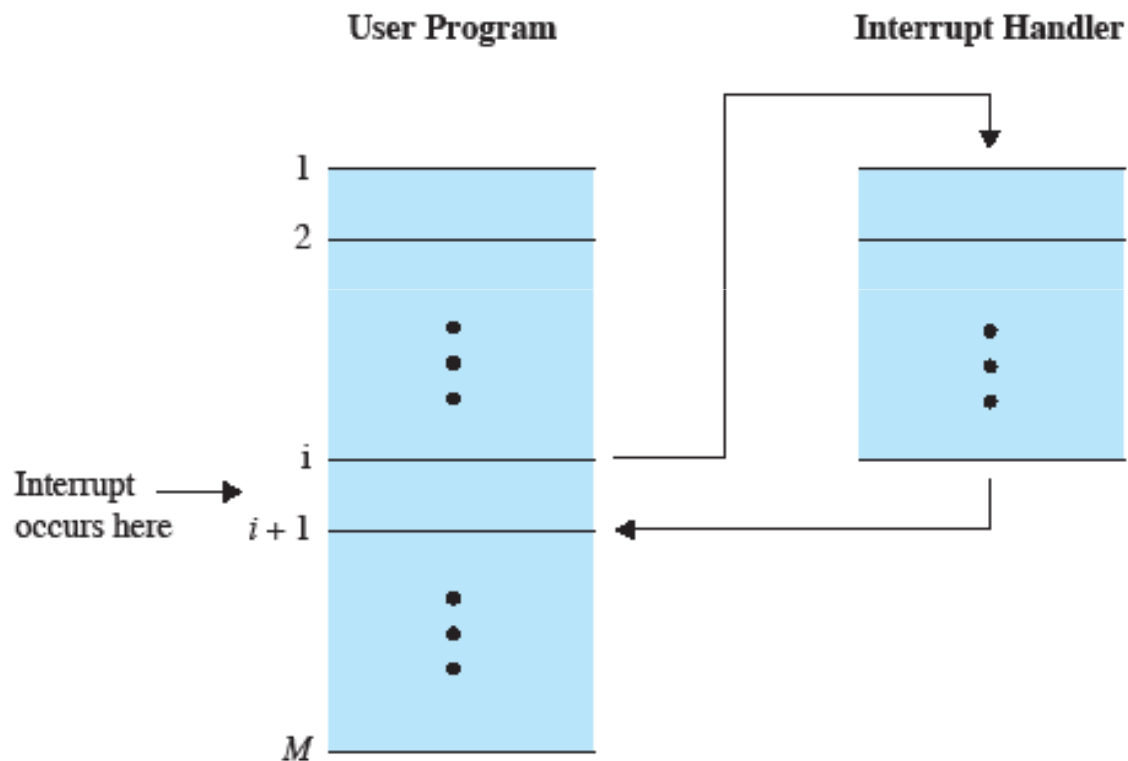 User Program
Interrupt Handler
1
2
i
Interrupt
occurs here
i + 1
M